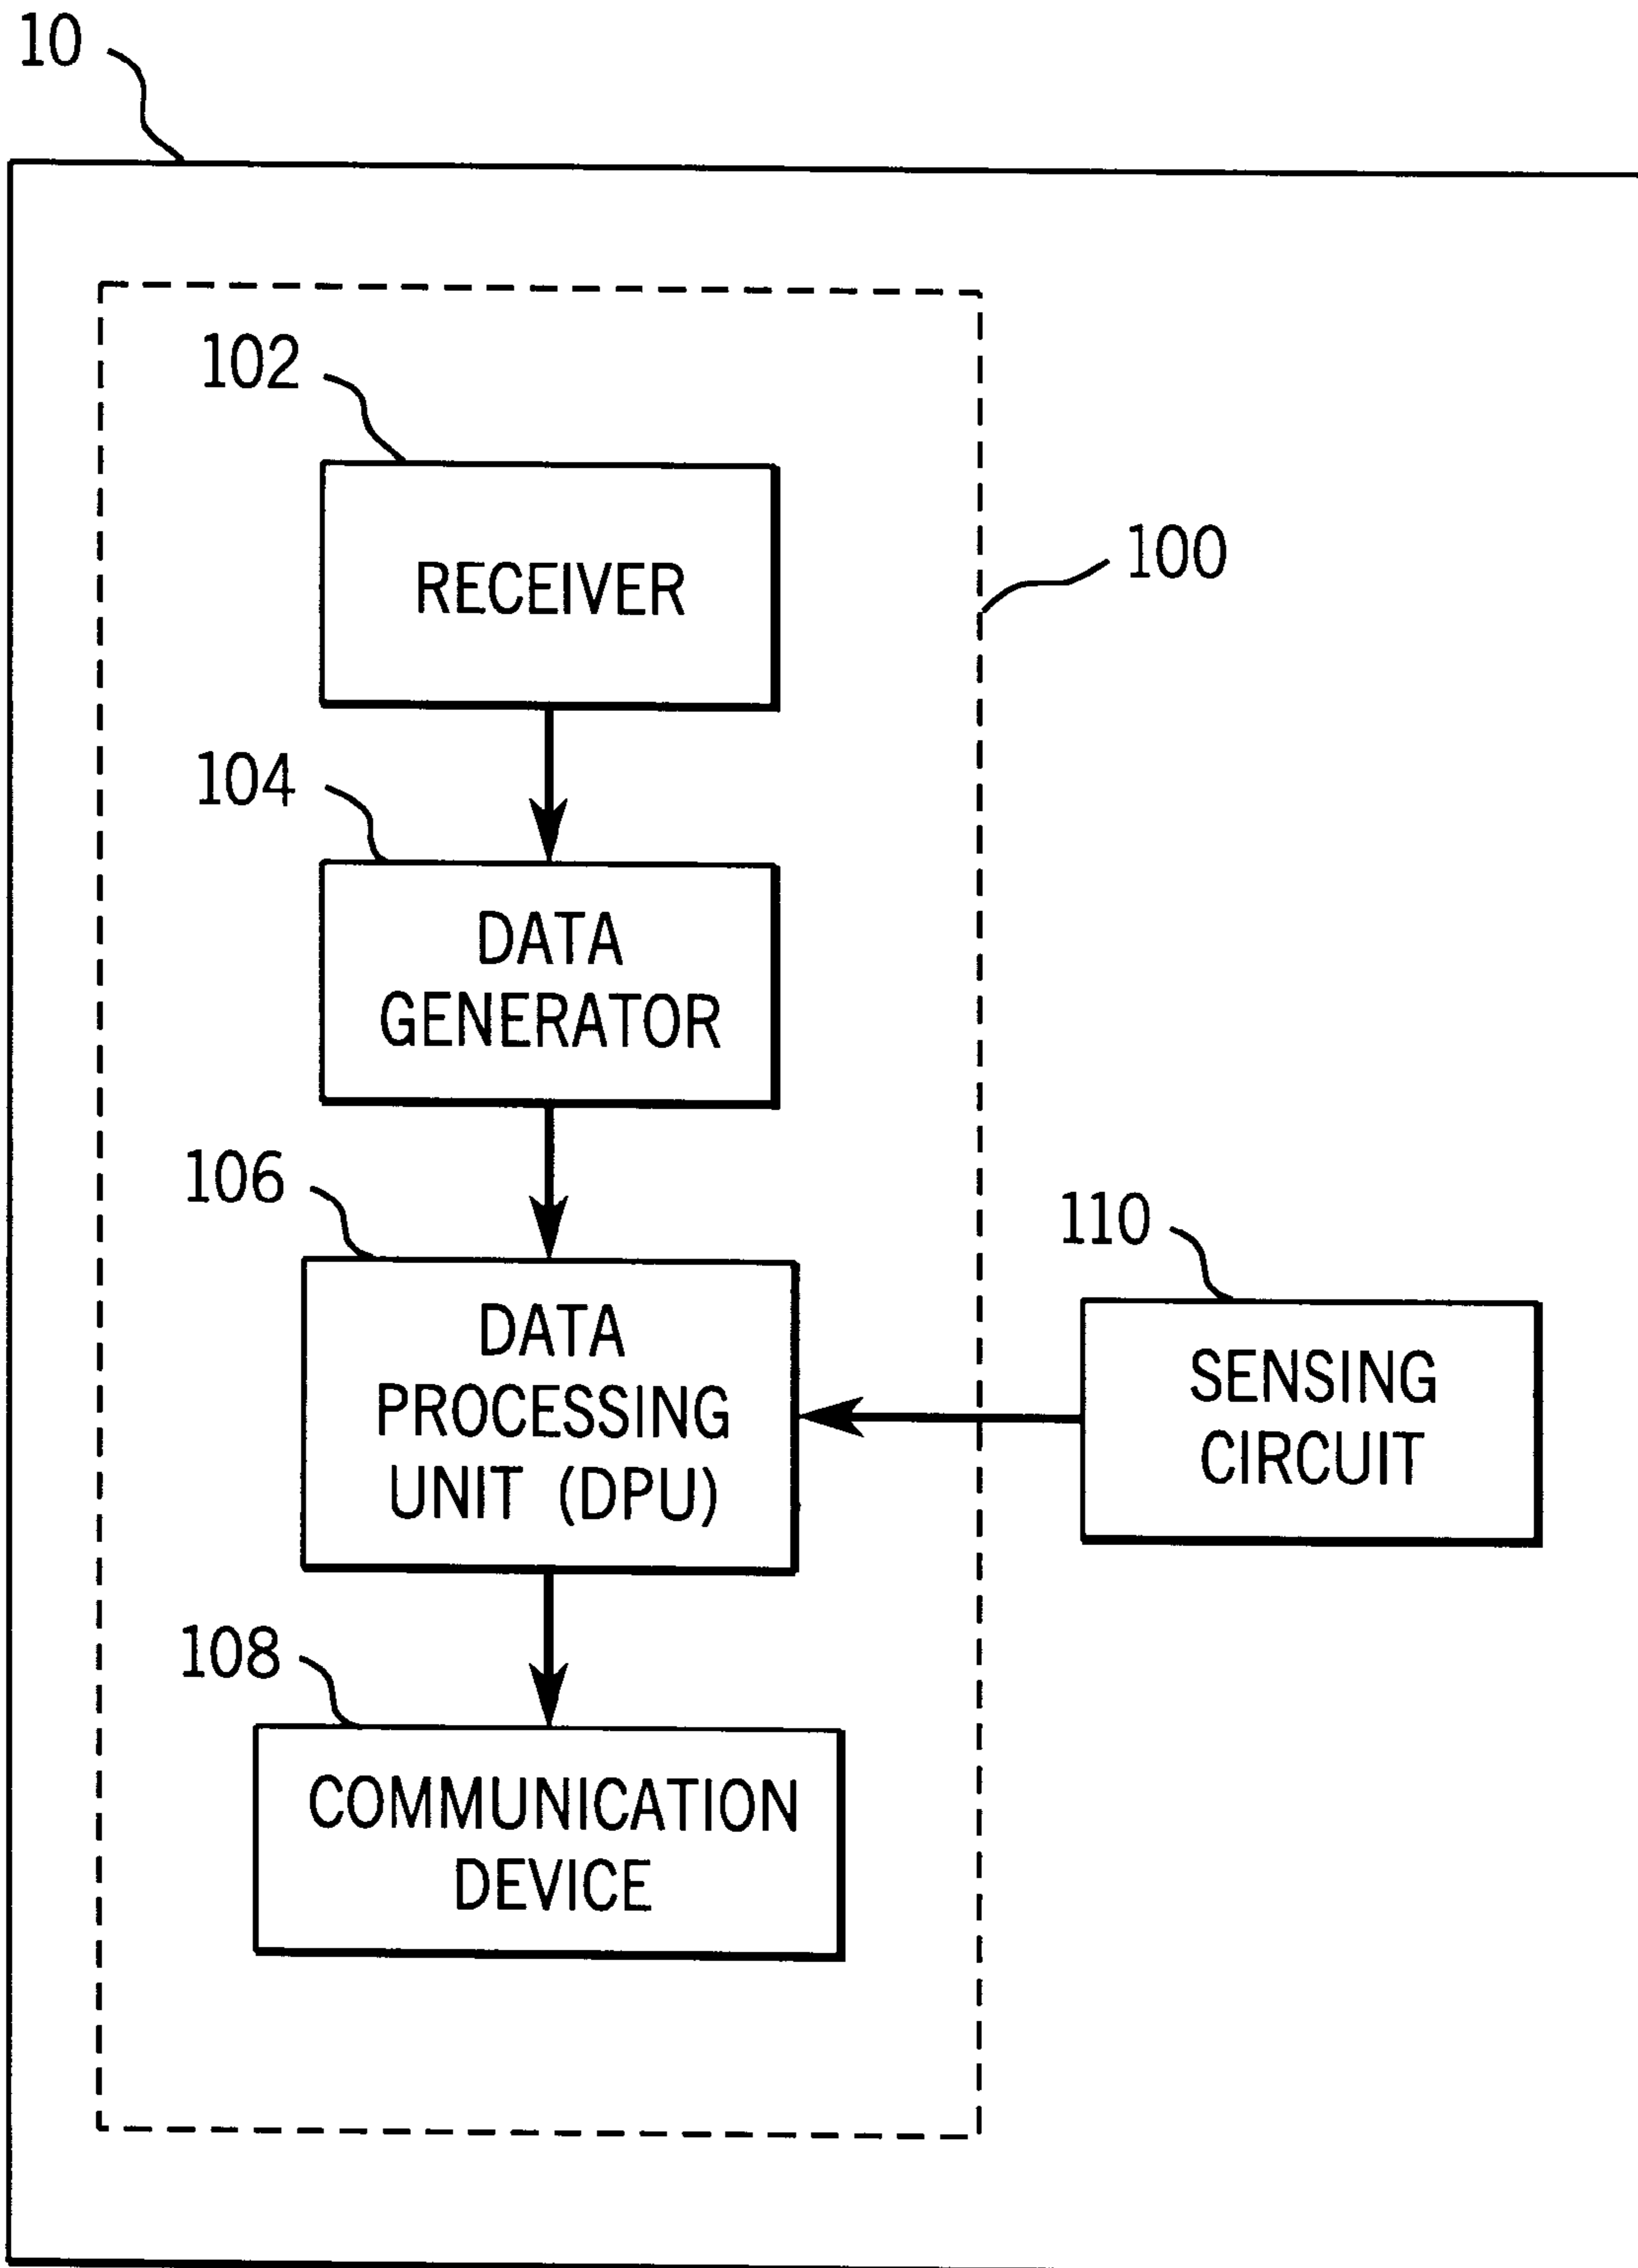 10
102
RECEIVER
100
104
DATA
GENERATOR
106
DATA
PROCESSING
UNIT (DPU)
110
SENSING
CIRCUIT
108
COMMUNICATION
DEVICE